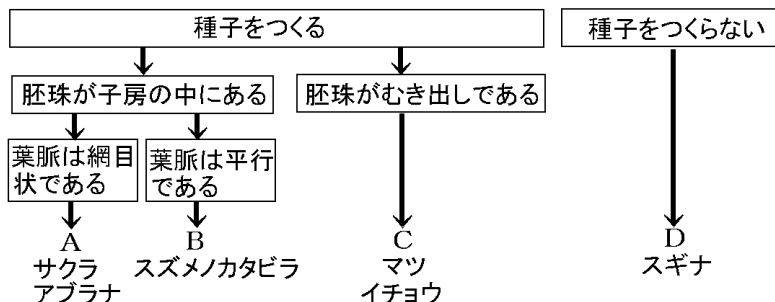 種子をつくる
種子をつくらない
胚珠が子房の中にある
胚珠がむき出しである
葉脈は網目
状である
葉脈は平行
である
A
サクラ
アブラナ
B
スズメノカタビラ
C
マツ
イチョウ
D
スギナ